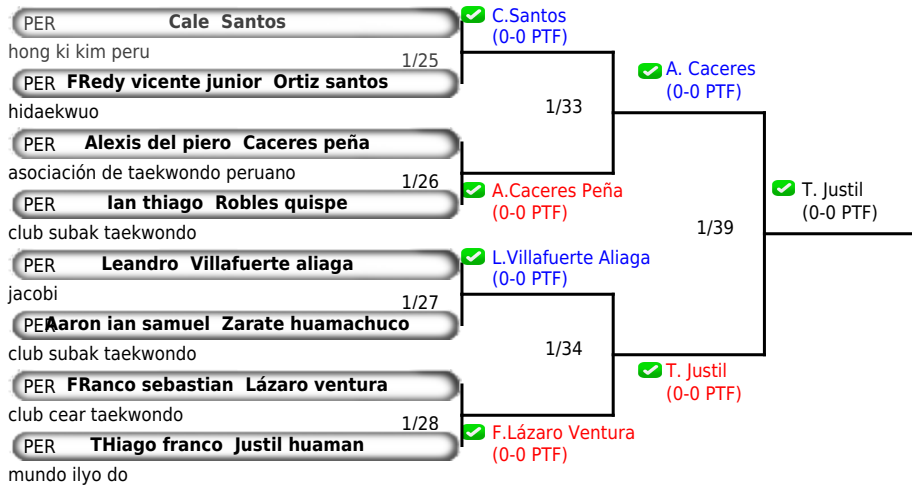 PER Cale Santos
hong ki kim peru
1/25
PER FRedy vicente junior Ortiz santos
hidaekwuo
PER Alexis del piero Caceres peña
asociación de taekwondo peruano
1/26
PER Ian thiago Robles quispe
club subak taekwondo
PER Leandro Villafuerte aliaga
jacobi
1/27
PER Aaron ian samuel Zarate huamachuco
club subak taekwondo
PER FRanco sebastian Lázaro ventura
club cear taekwondo
1/28
PER THiago franco Justil huaman
mundo ilyo do
C.Santos
(0-0 PTF)
1/33
A.Caceres Peña
(0-0 PTF)
L.Villafuerte Aliaga
(0-0 PTF)
1/34
F.Lázaro Ventura
(0-0 PTF)
A. Caceres
(0-0 PTF)
1/39
T. Justil
(0-0 PTF)
T. Justil
(0-0 PTF)